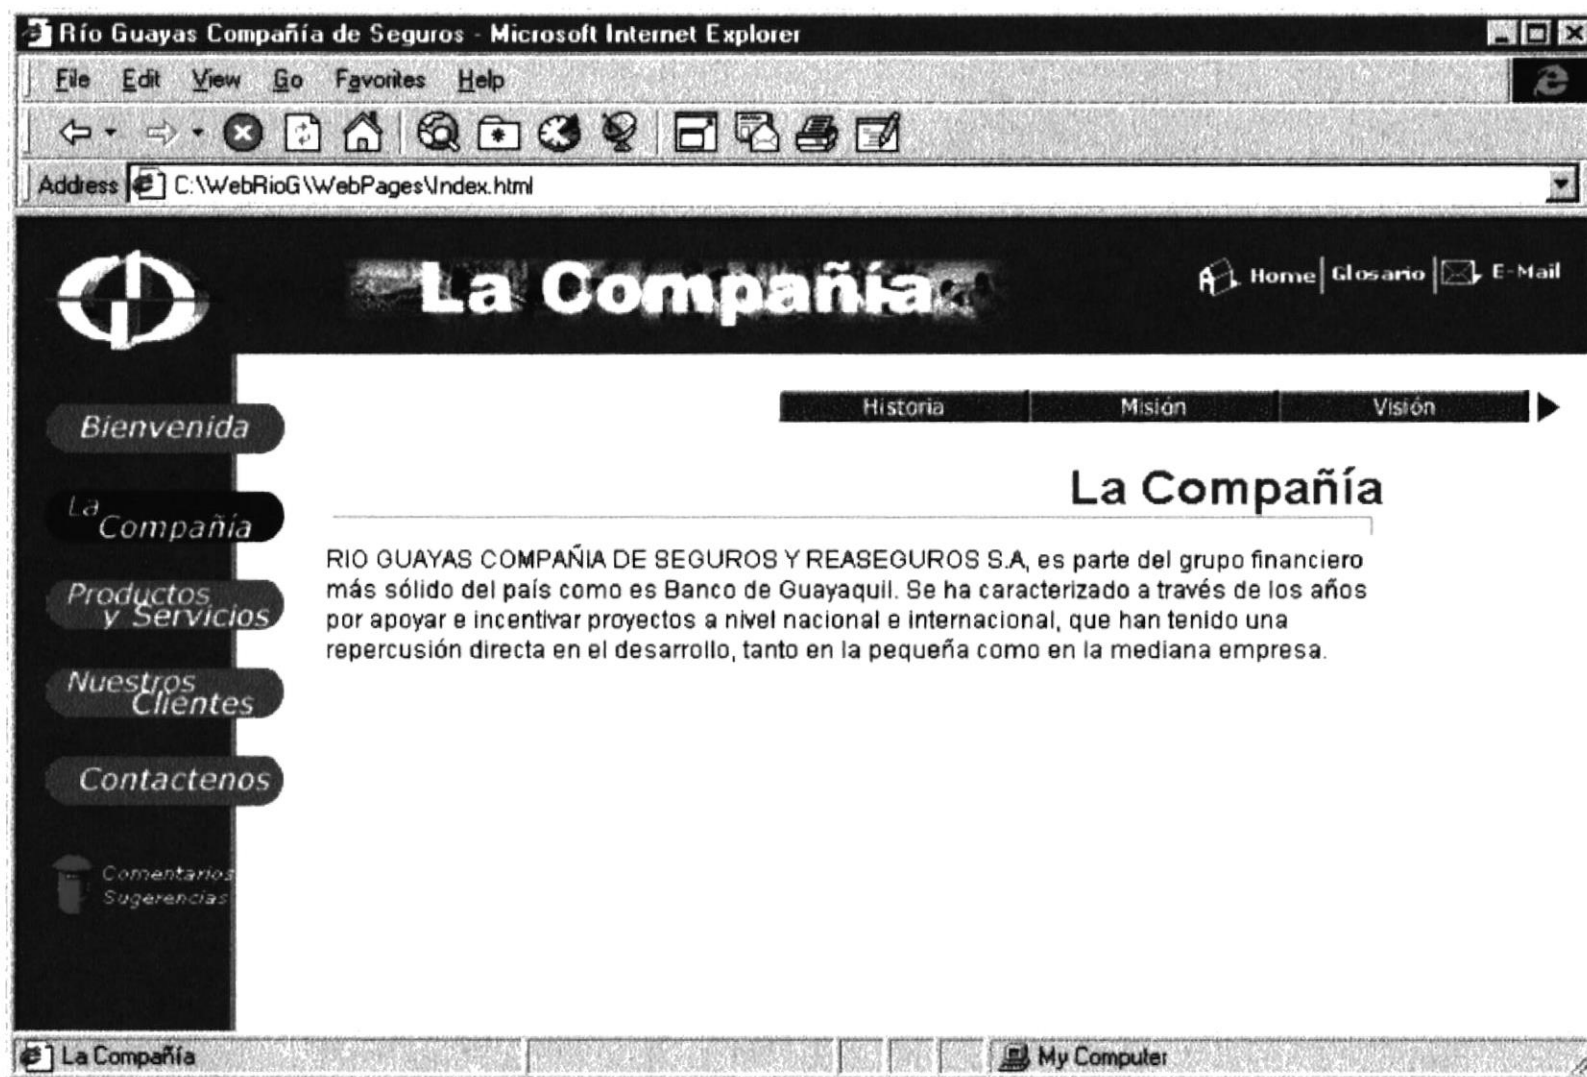 Río Guayas Compañía de Seguros - Microsoft Internet Explorer
File Edit View Go Favorites Help
Address C:\WebRioG\WebPages\Index.html
La Compañía
Home Glosario E-Mail
Historia Misión Visión
Bienvenida
La
Compañía
Productos
y Servicios
Nuestros
Clientes
Contactenos
Comentarios
Sugerencias
La Compañía
RIO GUAYAS COMPAÑIA DE SEGUROS Y REASEGUROS S.A, es parte del grupo financiero
más sólido del país como es Banco de Guayaquil. Se ha caracterizado a través de los años
por apoyar e incentivar proyectos a nivel nacional e internacional, que han tenido una
repercusión directa en el desarrollo, tanto en la pequeña como en la mediana empresa.
La Compañía
My Computer